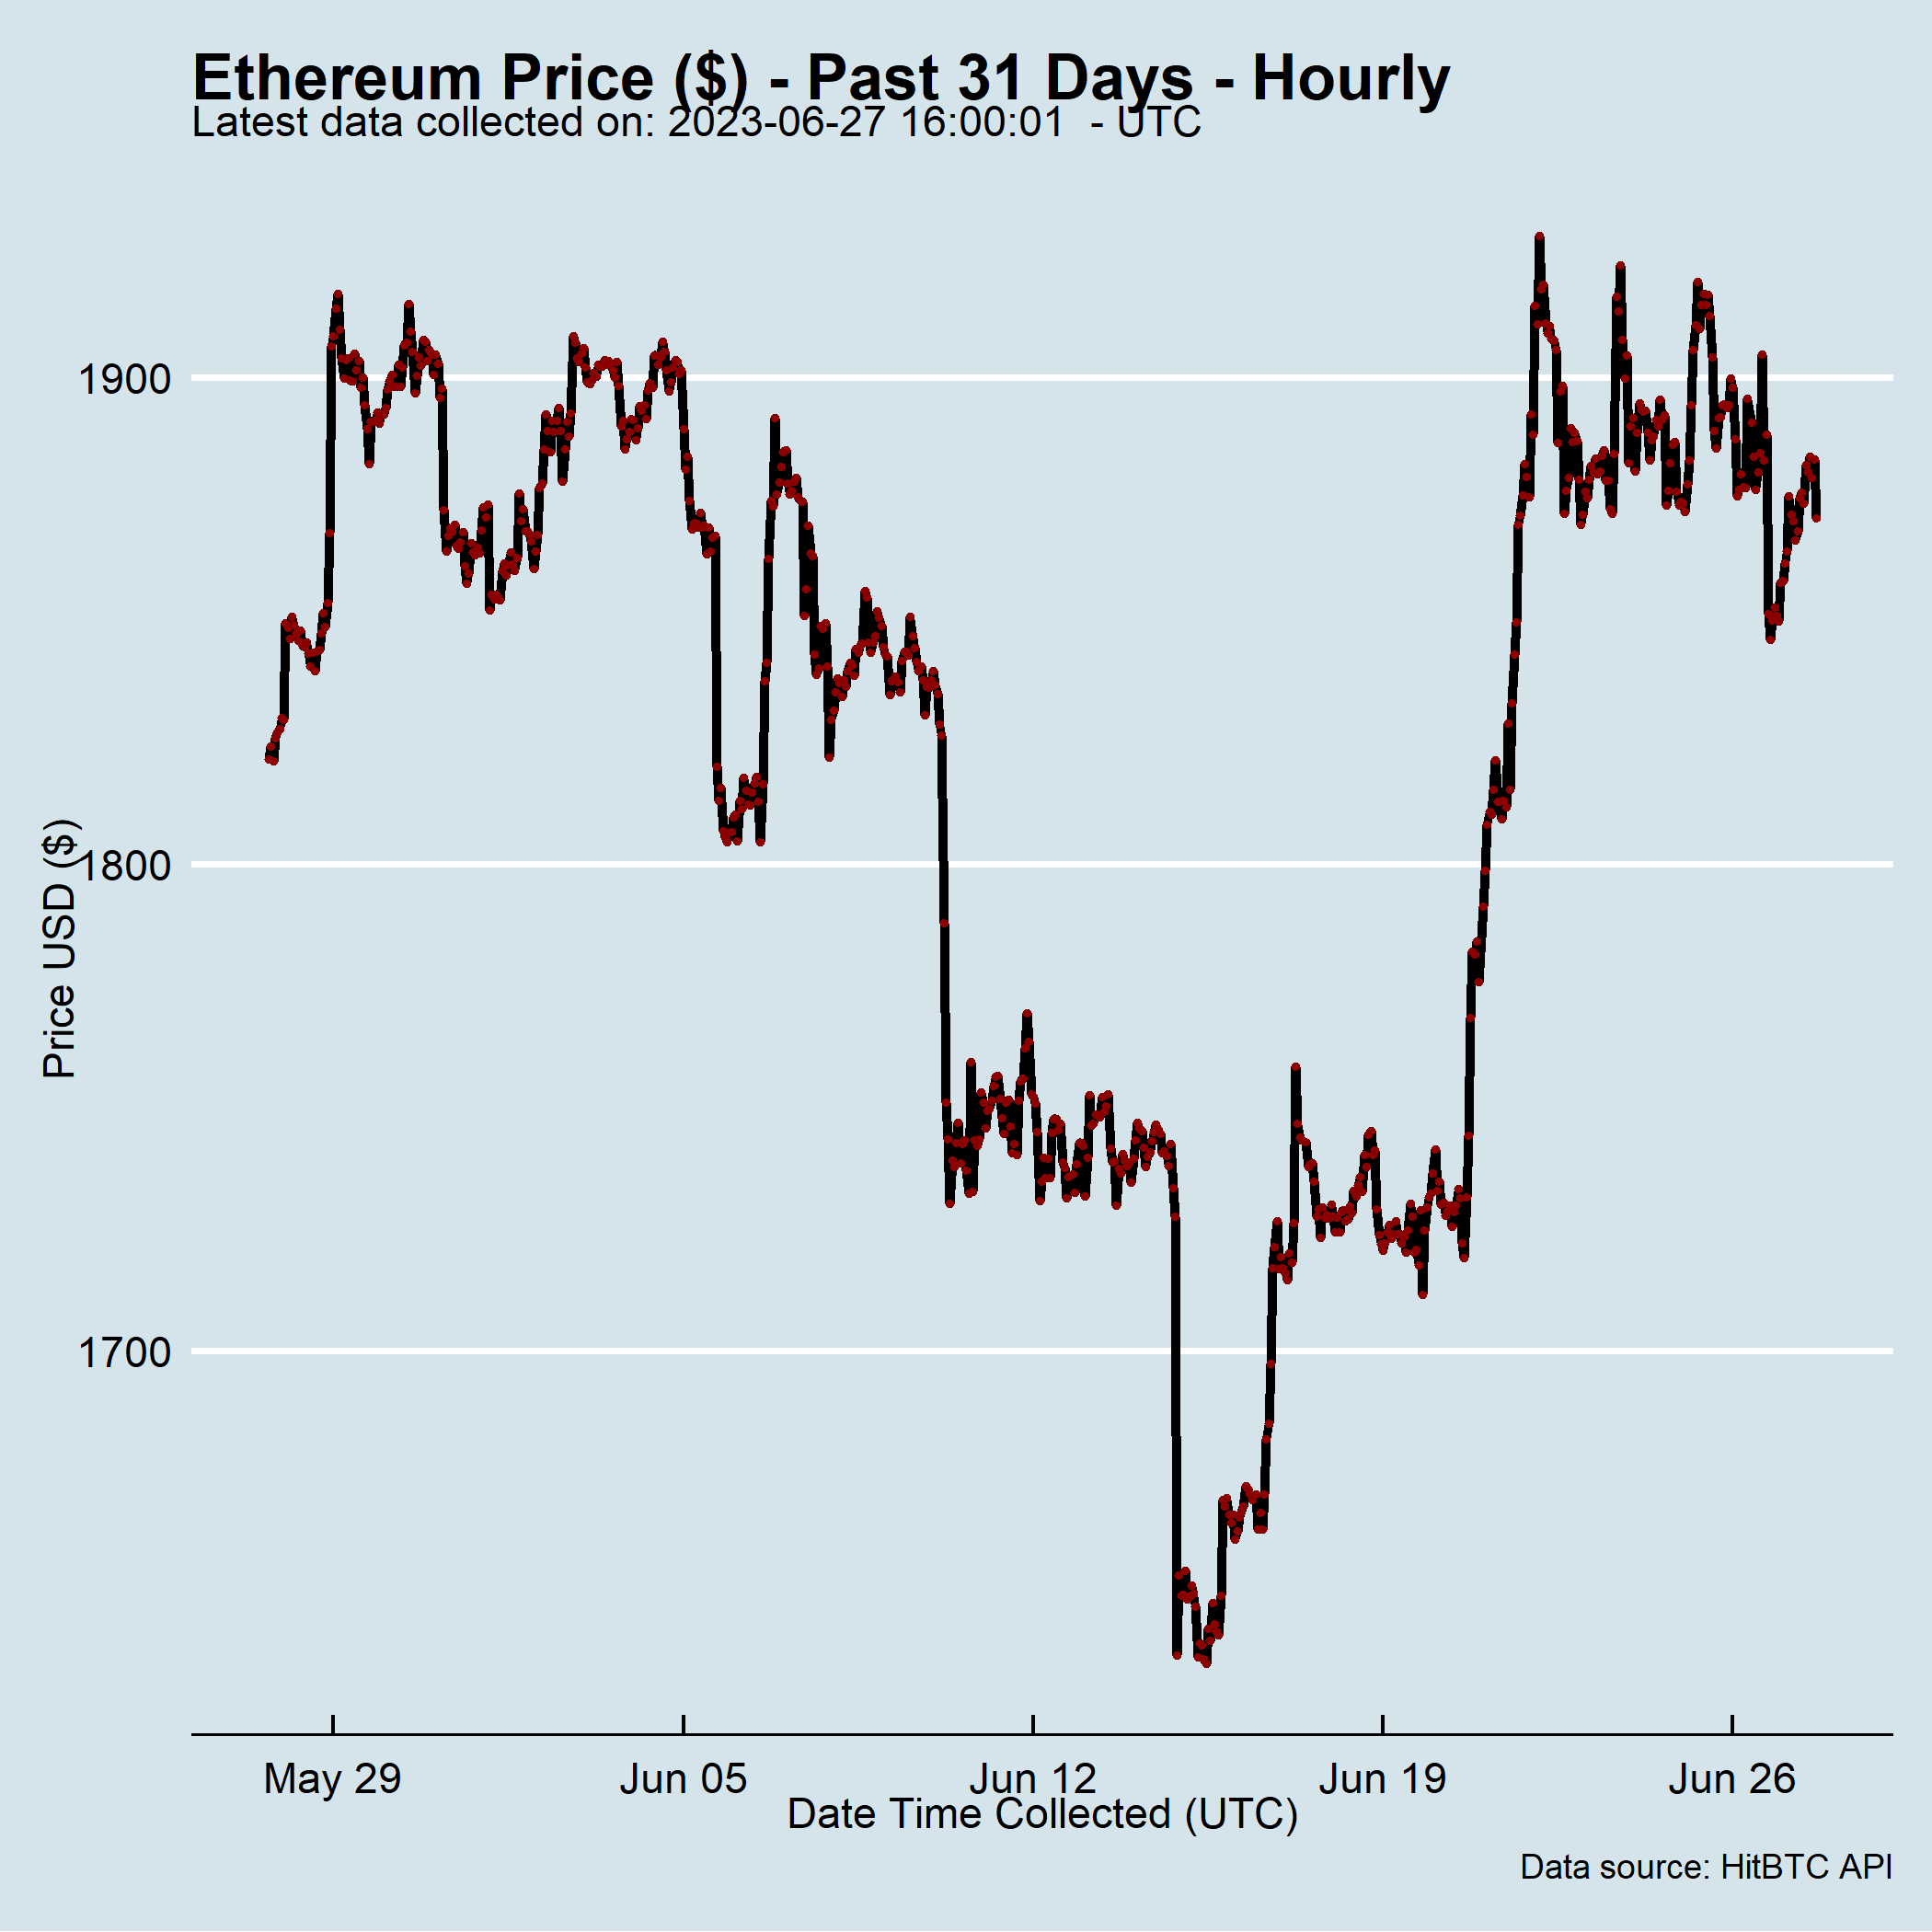 Ethereum Price ($) - Past 31 Days - Hourly
Latest data collected on: 2023-06-27 16:00:01  - UTC
1900
1800
1700
Price USD ($)
May 29
Jun 05
Jun 12
Jun 19
Jun 26
Date Time Collected (UTC)
Data source: HitBTC API